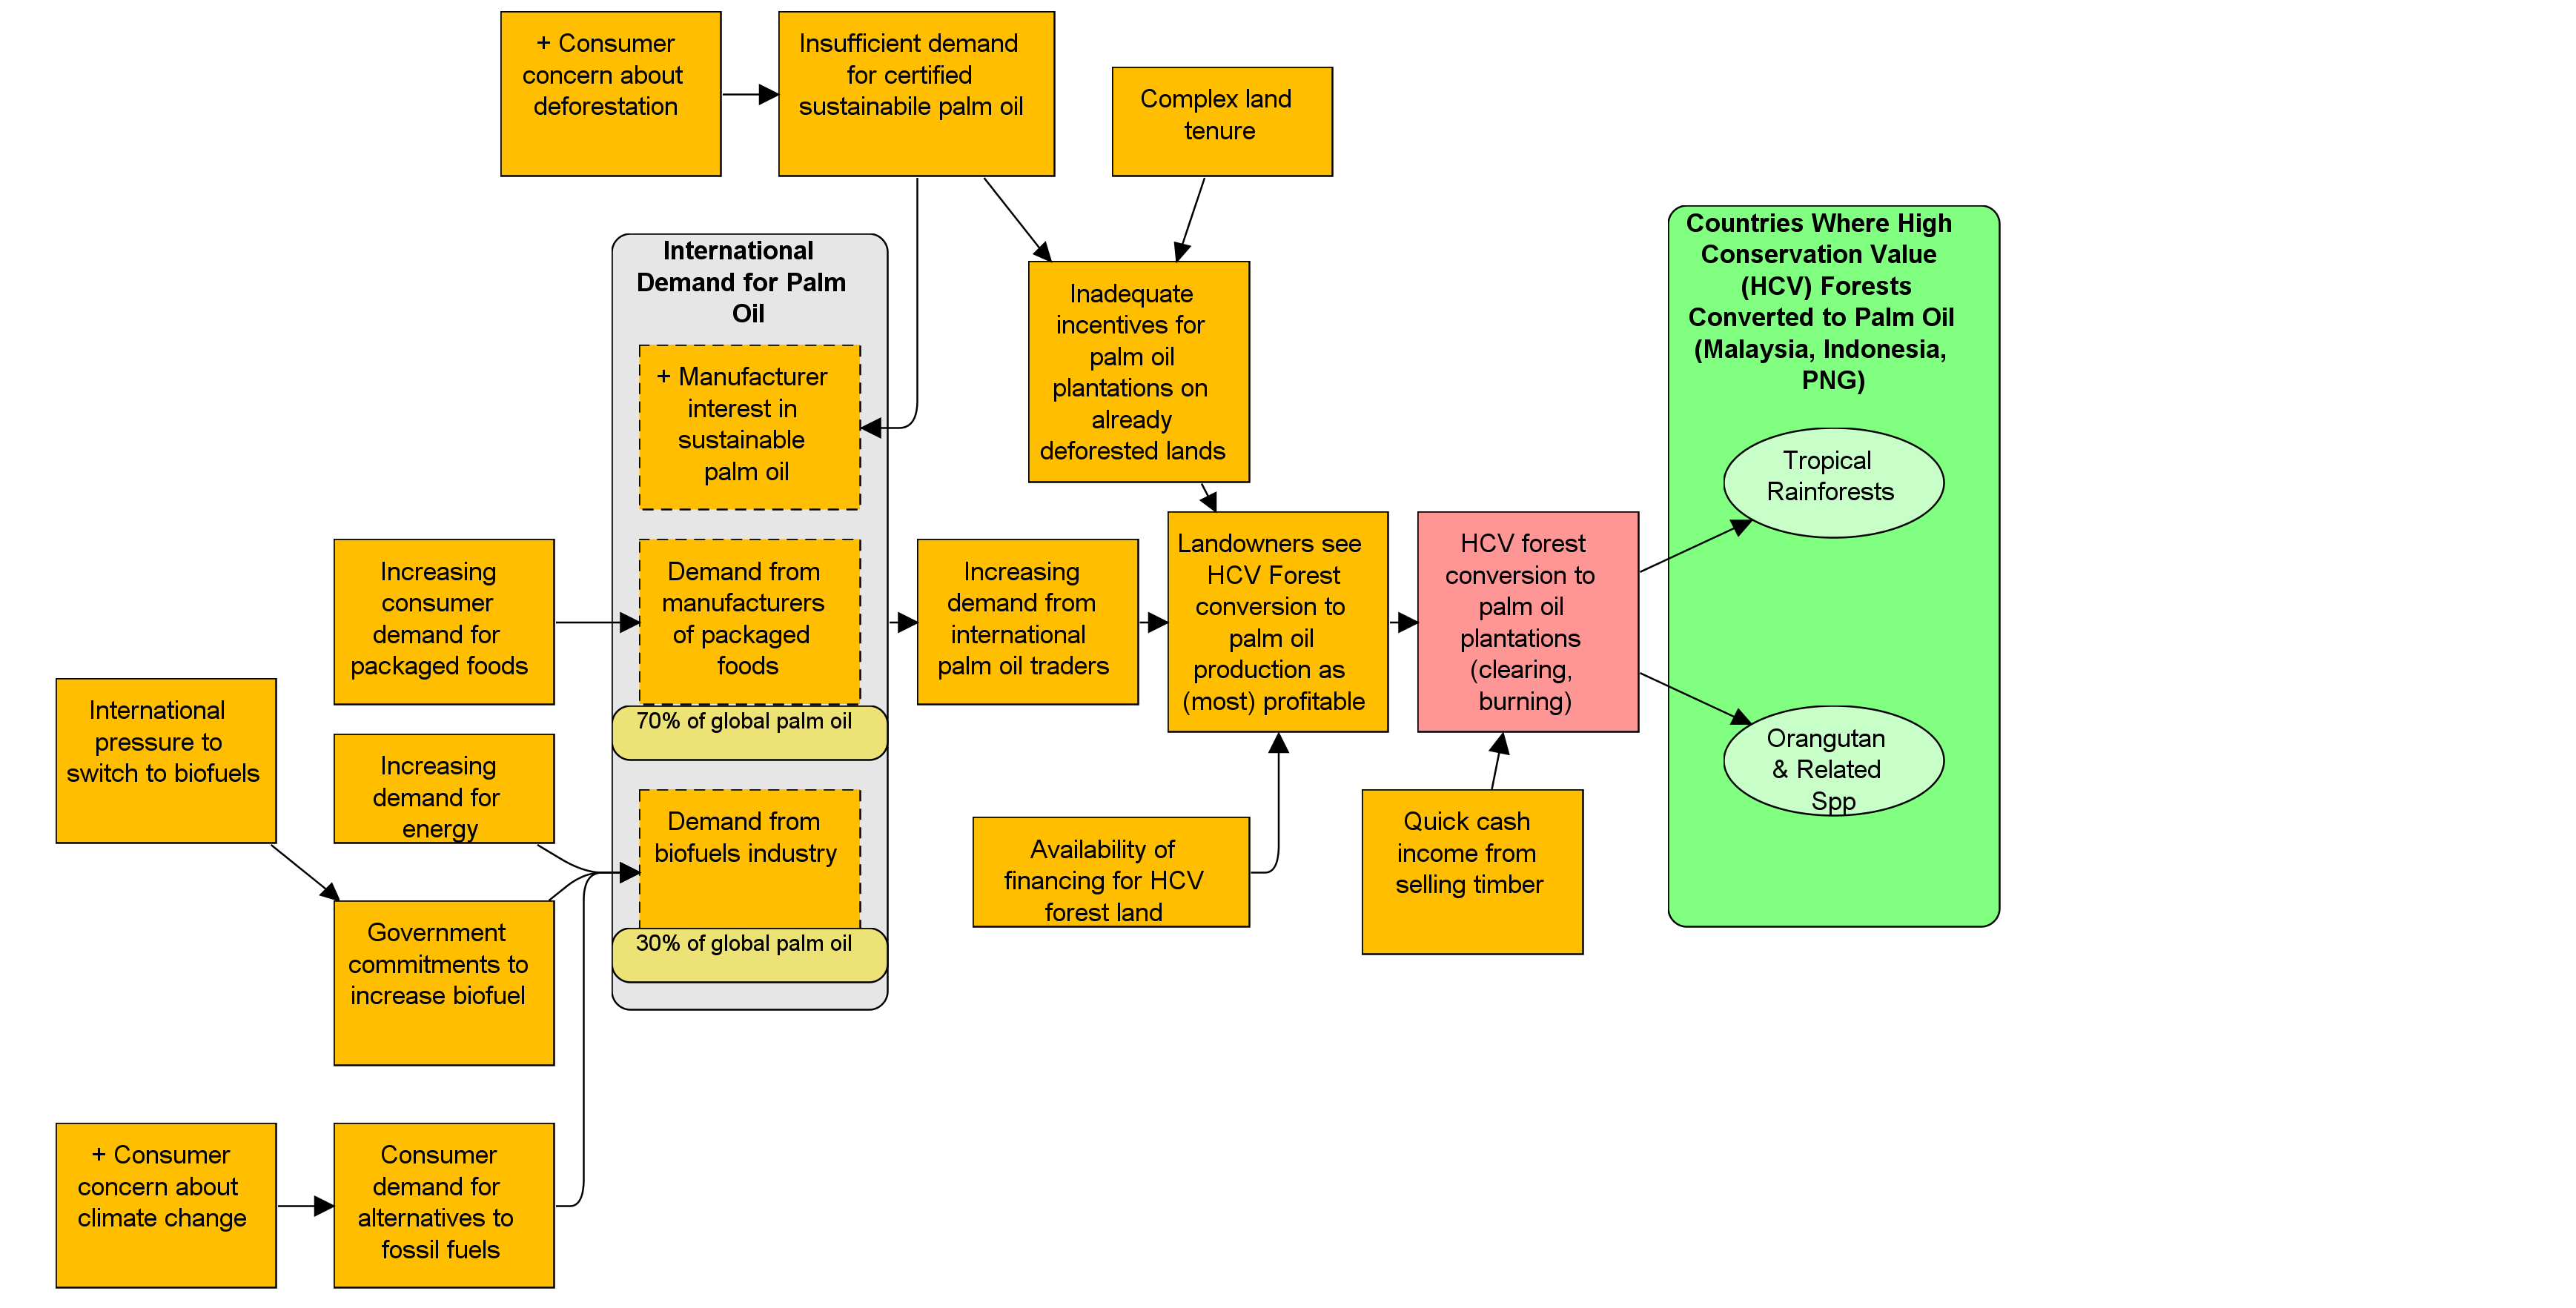 + Consumer
concern about
deforestation
Insufficient demand
for certified
sustainabile palm oil
Complex land
tenure
International
Demand for Palm
Oil
+ Manufacturer
interest in
sustainable
palm oil
Inadequate
incentives for
palm oil
plantations on
already
deforested lands
Countries Where High
Conservation Value
(HCV) Forests
Converted to Palm Oil
(Malaysia, Indonesia,
PNG)
Tropical
Rainforests
Increasing
consumer
demand for
packaged foods
Demand from
manufacturers
of packaged
foods
70% of global palm oil
Increasing
demand from
international
palm oil traders
Landowners see
HCV Forest
conversion to
palm oil
production as
(most) profitable
HCV forest
conversion to
palm oil
plantations
(clearing,
burning)
Orangutan
& Related
Spp
International
pressure to
switch to biofuels
Increasing
demand for
energy
Demand from
biofuels industry
30% of global palm oil
Availability of
financing for HCV
forest land
Quick cash
income from
selling timber
Government
commitments to
increase biofuel
+ Consumer
concern about
climate change
Consumer
demand for
alternatives to
fossil fuels